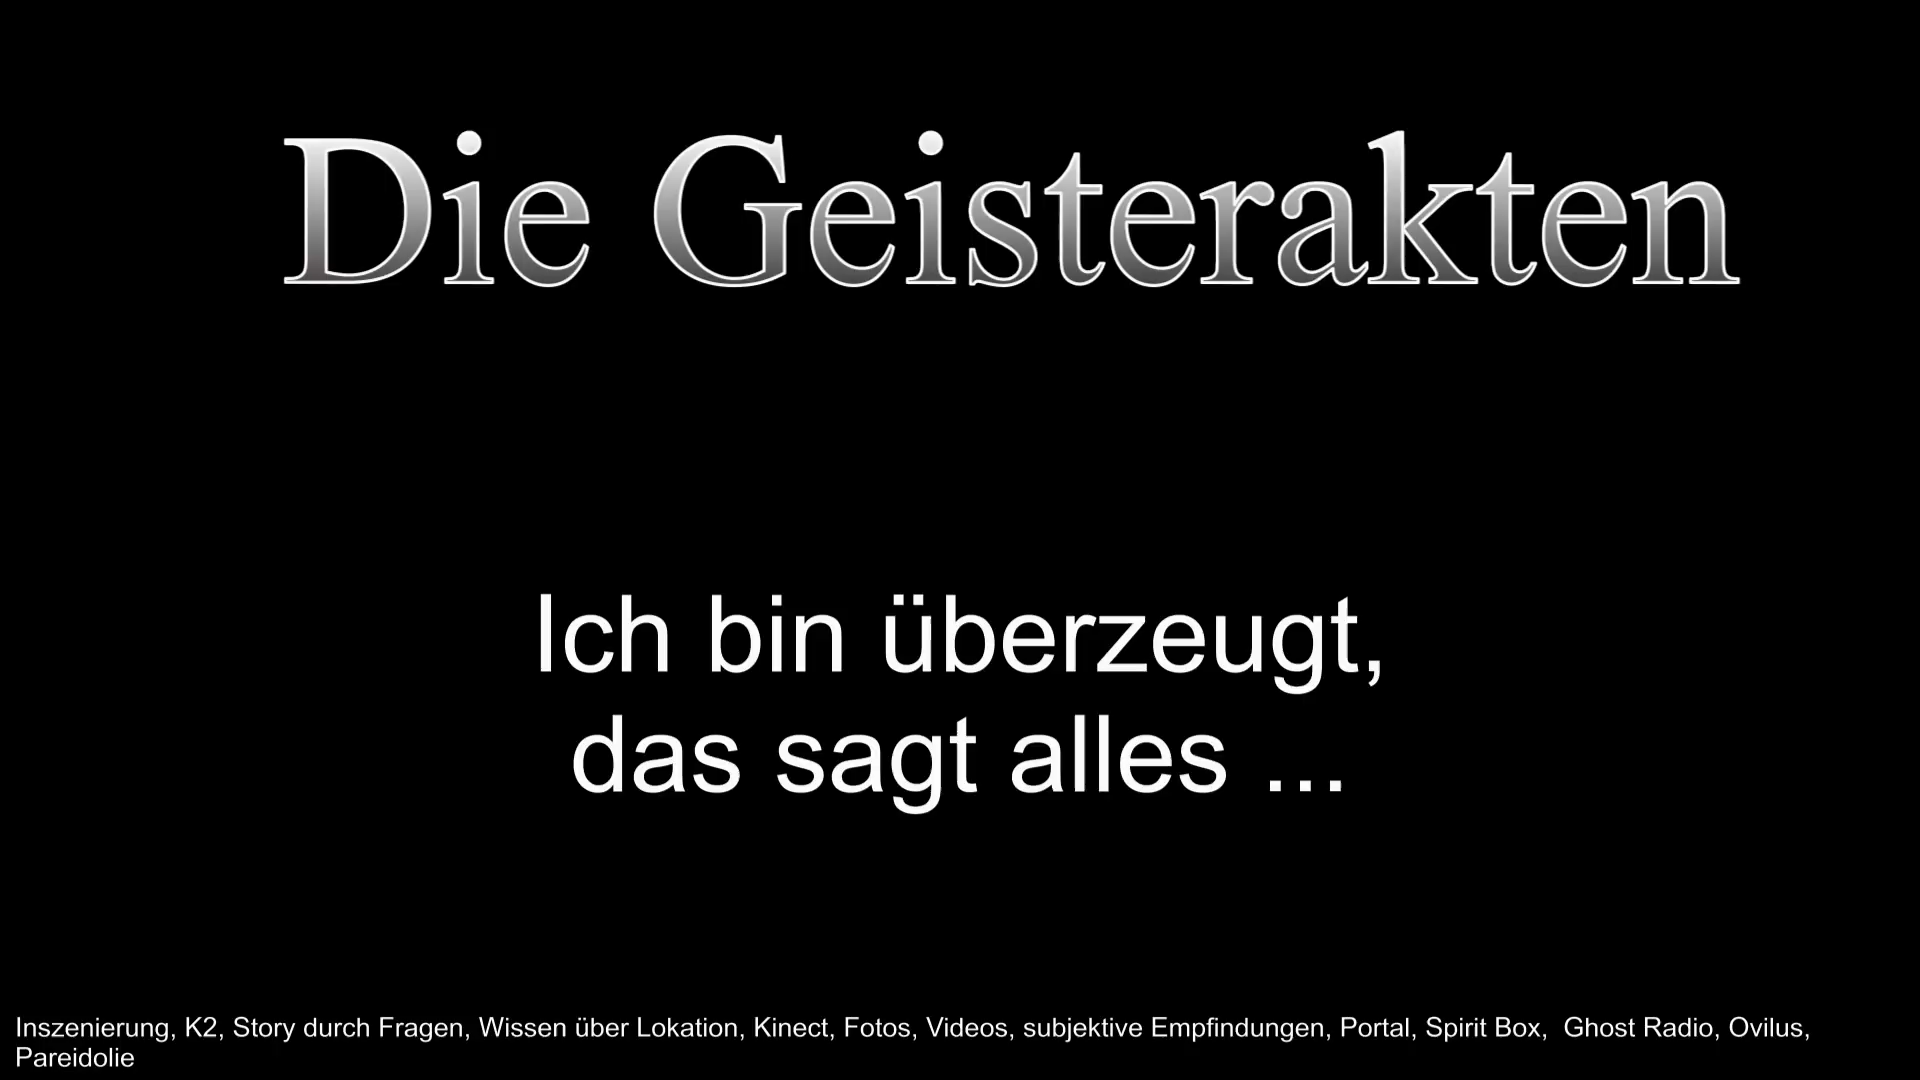 Die Geisterakten
Ich bin überzeugt,
das sagt alles ...
Inszenierung, K2, Story durch Fragen, Wissen über Lokation, Kinect, Fotos, Videos, subjektive Empfindungen, Portal, Spirit Box,  Ghost Radio, Ovilus,
Pareidolie